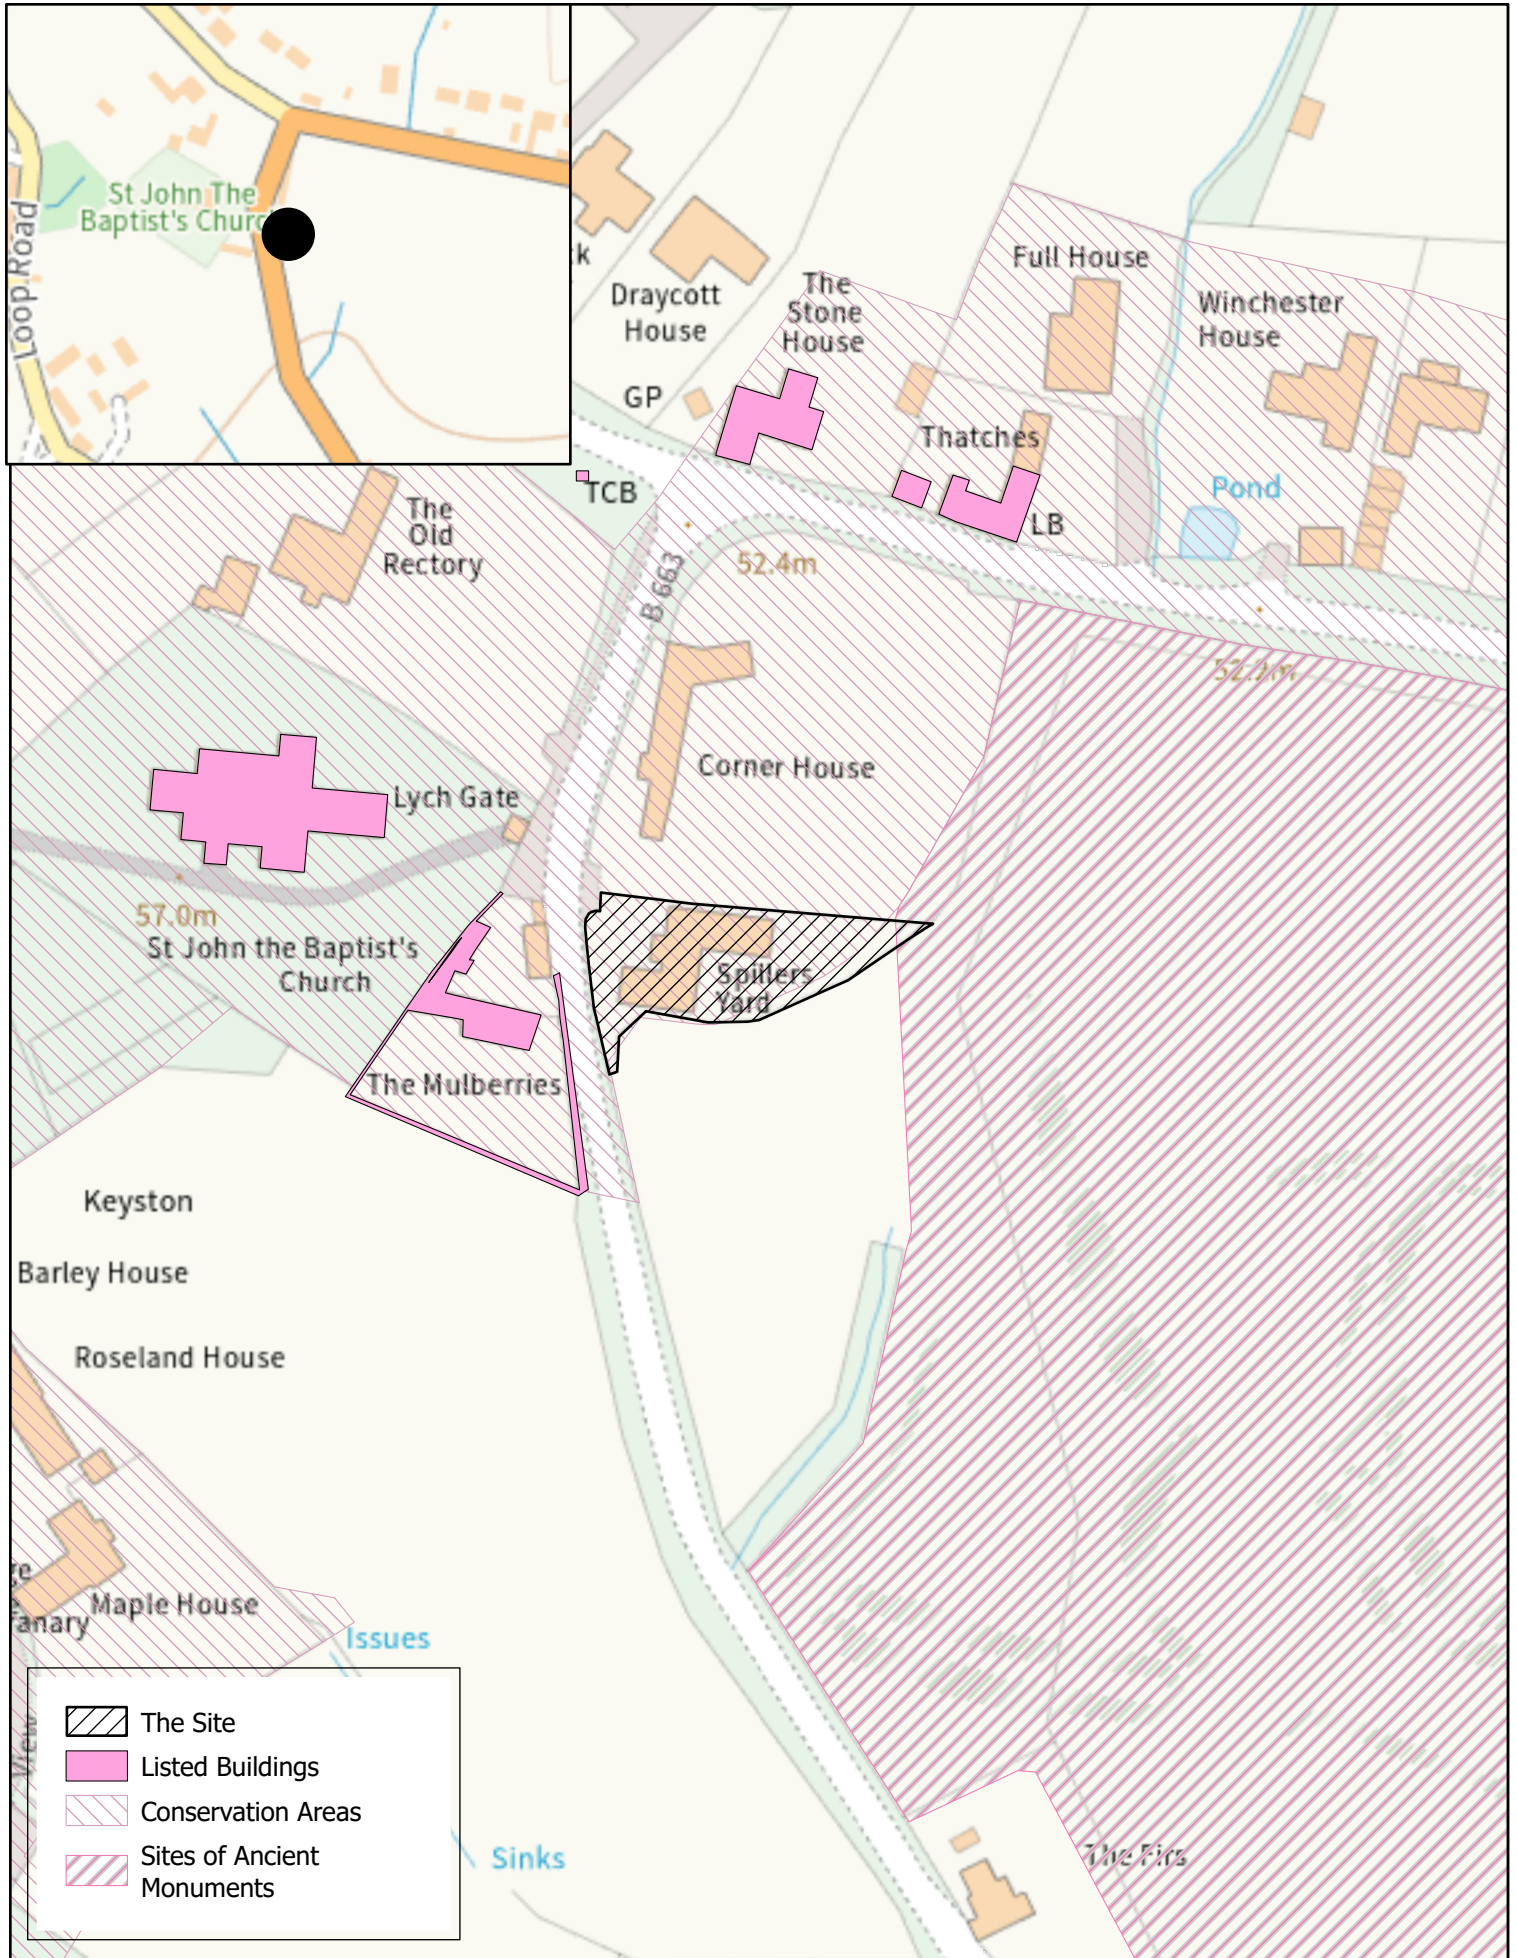 St John The
Baptist's Church
Loop Road
Draycott
House
GP
The
Stone
House
Full House
Winchester
House
Thatches
LB
Pond
TCB
The
Old
Rectory
B 663
52.4m
Corner House
Lych Gate
57.0m
St John the Baptist's
Church
Spillers
Yard
The Mulberries
Keyston
Barley House
Roseland House
Maple House
anary
Issues
View
Sinks
The Firs
The Site
Listed Buildings
Conservation Areas
Sites of Ancient
Monuments